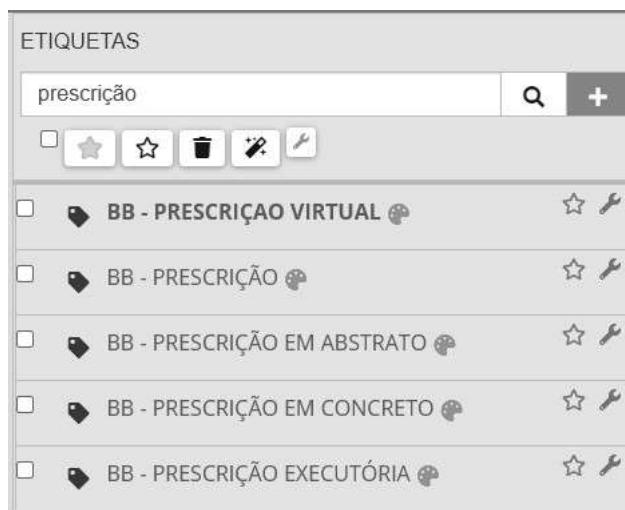 ETIQUETAS
prescrição
BB - PRESCRIÇAO VIRTUAL
BB - PRESCRIÇÃO
BB - PRESCRIÇÃO EM ABSTRATO
BB - PRESCRIÇÃO EM CONCRETO
BB - PRESCRIÇÃO EXECUTÓRIA